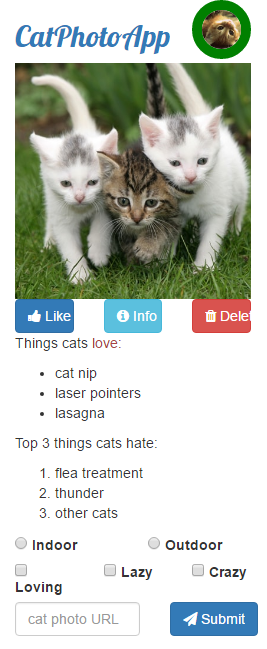 CatPhotoApp
Like Info Delet
Things cats love:
cat nip
laser pointers
lasagna
Top 3 things cats hate:
1. flea treatment
2. thunder
3. other cats
Indoor Outdoor
Loving Lazy Crazy
cat photo URL Submit